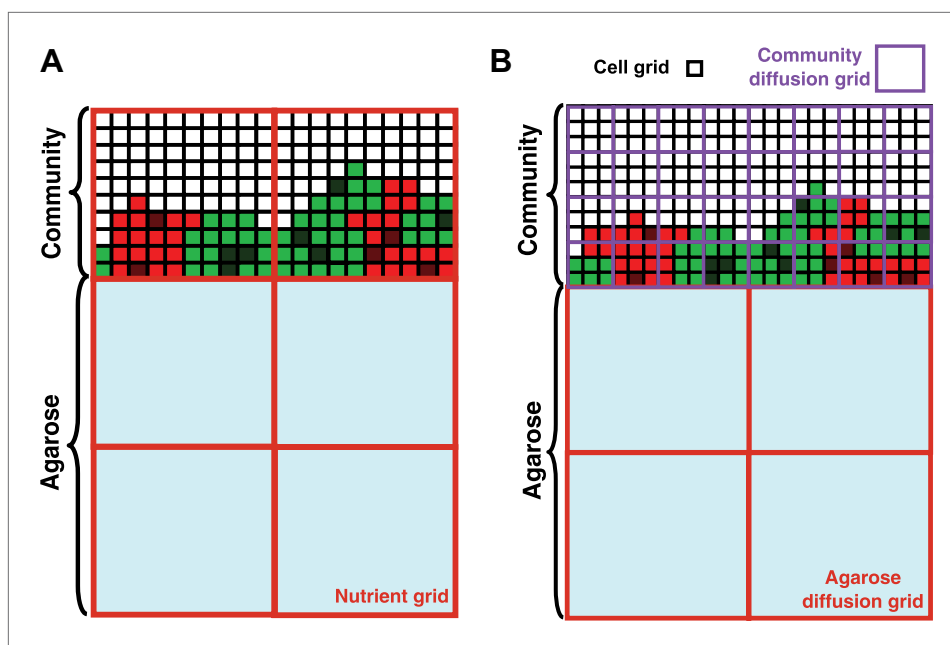 A
Community
Agarose
Nutrient grid
B
Cell grid
Community
diffusion grid
Community
Agarose
Agarose
diffusion grid